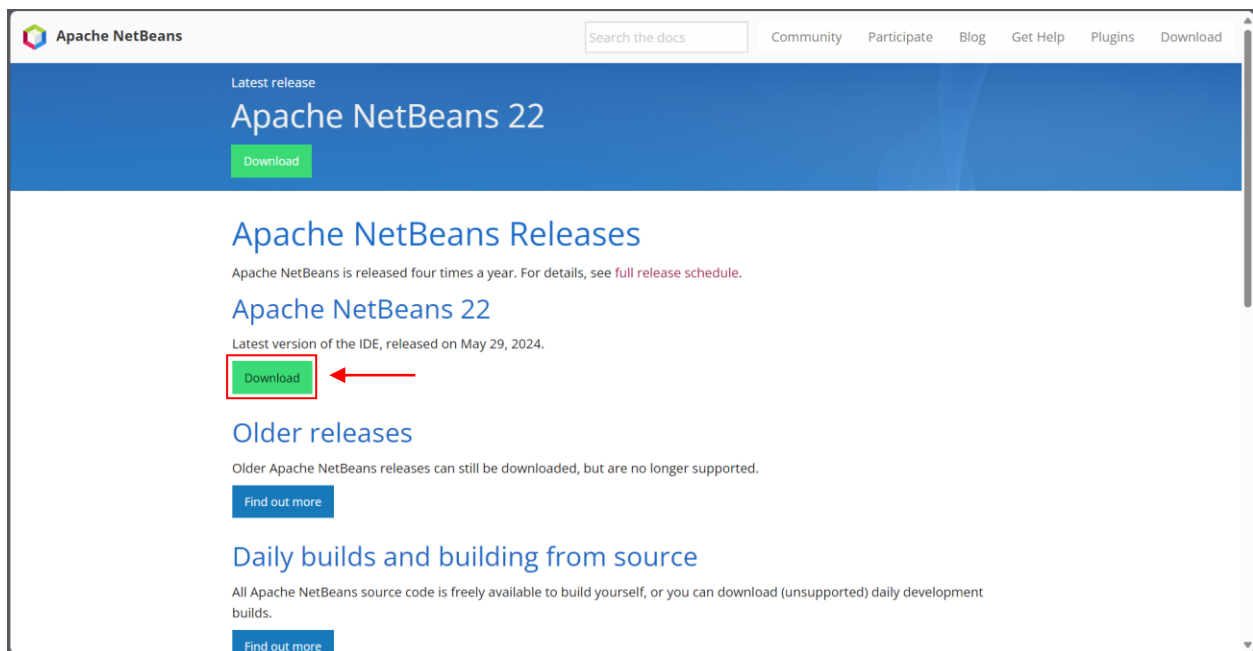 Apache NetBeans
Search the docs
Community
Participate
Blog
Get Help
Plugins
Download
Latest release
Apache NetBeans 22
Download
Apache NetBeans Releases
Apache NetBeans is released four times a year. For details, see full release schedule.
Apache NetBeans 22
Latest version of the IDE, released on May 29, 2024.
Download
Older releases
Older Apache NetBeans releases can still be downloaded, but are no longer supported.
Find out more
Daily builds and building from source
All Apache NetBeans source code is freely available to build yourself, or you can download (unsupported) daily development
builds.
Find out more